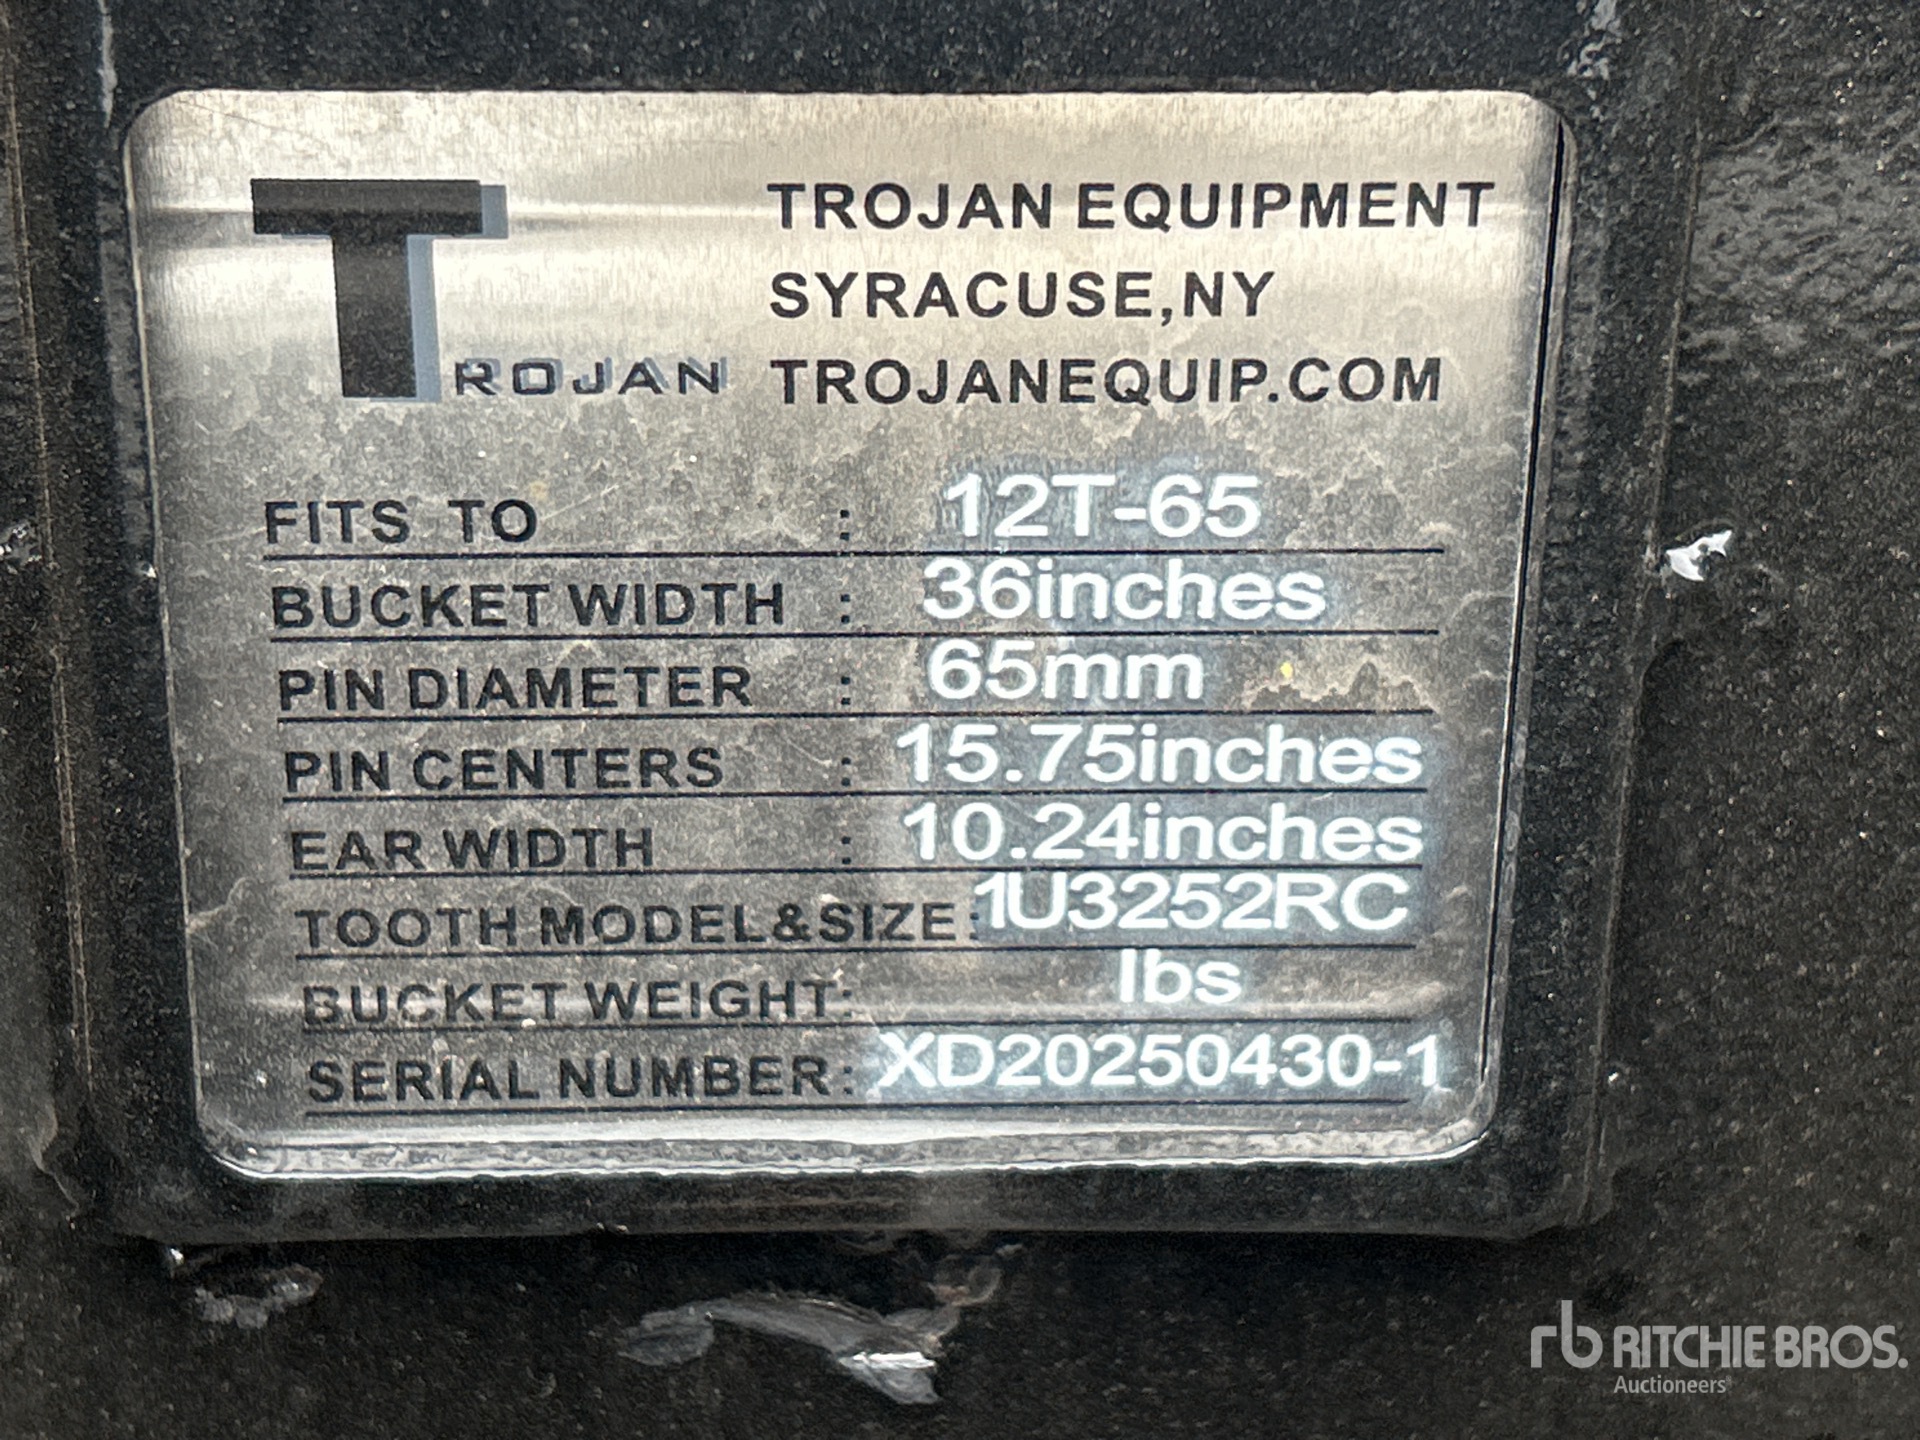 TROJAN
TROJAN EQUIPMENT
SYRACUSE,NY
TROJANEQUIP.COM
FITS TO : 12T-65
BUCKET WIDTH : 36inches
PIN DIAMETER : 65mm
PIN CENTERS : 15.75inches
EAR WIDTH : 10.24inches
TOOTH MODEL&SIZE: 1U3252RC
BUCKET WEIGHT: lbs
SERIAL NUMBER: XD20250430-1
rb RITCHIE BROS.
Auctioneers